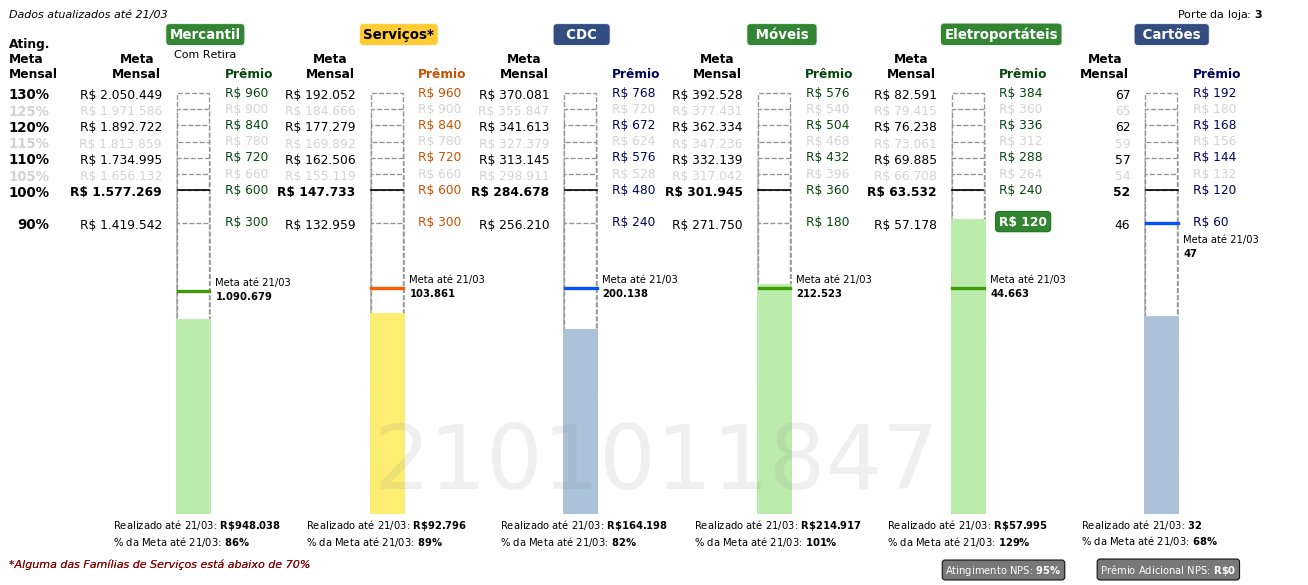 Dados atualizados até 21/03
Porte da loja: 3
Mercantil Serviços* CDC Móveis Eletroportáteis Cartões
Com Retira
Ating. Meta Mensal
Meta Mensal Prêmio Meta Mensal Prêmio Meta Mensal Prêmio Meta Mensal Prêmio Meta Mensal Prêmio Meta Mensal Prêmio
130% R$ 2.050.449 R$ 960 R$ 192.052 R$ 960 R$ 370.081 R$ 768 R$ 392.528 R$ 576 R$ 82.591 R$ 384 67 R$ 192
125% R$ 1.971.586 R$ 900 R$ 184.666 R$ 900 R$ 355.847 R$ 720 R$ 377.431 R$ 540 R$ 79.415 R$ 360 65 R$ 180
120% R$ 1.892.722 R$ 840 R$ 177.279 R$ 840 R$ 341.613 R$ 672 R$ 362.334 R$ 504 R$ 76.238 R$ 336 62 R$ 168
115% R$ 1.813.859 R$ 780 R$ 169.892 R$ 780 R$ 327.379 R$ 624 R$ 347.236 R$ 468 R$ 73.061 R$ 312 59 R$ 156
110% R$ 1.734.995 R$ 720 R$ 162.506 R$ 720 R$ 313.145 R$ 576 R$ 332.139 R$ 432 R$ 69.885 R$ 288 57 R$ 144
105% R$ 1.656.132 R$ 660 R$ 155.119 R$ 660 R$ 298.911 R$ 528 R$ 317.042 R$ 396 R$ 66.708 R$ 264 54 R$ 132
100% R$ 1.577.269 R$ 600 R$ 147.733 R$ 600 R$ 284.678 R$ 480 R$ 301.945 R$ 360 R$ 63.532 R$ 240 52 R$ 120
90% R$ 1.419.542 R$ 300 R$ 132.959 R$ 300 R$ 256.210 R$ 240 R$ 271.750 R$ 180 R$ 57.178 R$ 120 46 R$ 60
Meta até 21/03
47
Meta até 21/03 Meta até 21/03 Meta até 21/03 Meta até 21/03 Meta até 21/03
1.090.679 103.861 200.138 212.523 44.663
2101011847
Realizado até 21/03: R$948.038 Realizado até 21/03: R$92.796 Realizado até 21/03: R$164.198 Realizado até 21/03: R$214.917 Realizado até 21/03: R$57.995 Realizado até 21/03: 32
% da Meta até 21/03: 86% % da Meta até 21/03: 89% % da Meta até 21/03: 82% % da Meta até 21/03: 101% % da Meta até 21/03: 129% % da Meta até 21/03: 68%
*Alguma das Famílias de Serviços está abaixo de 70%
Atingimento NPS: 95% Prêmio Adicional NPS: R$0